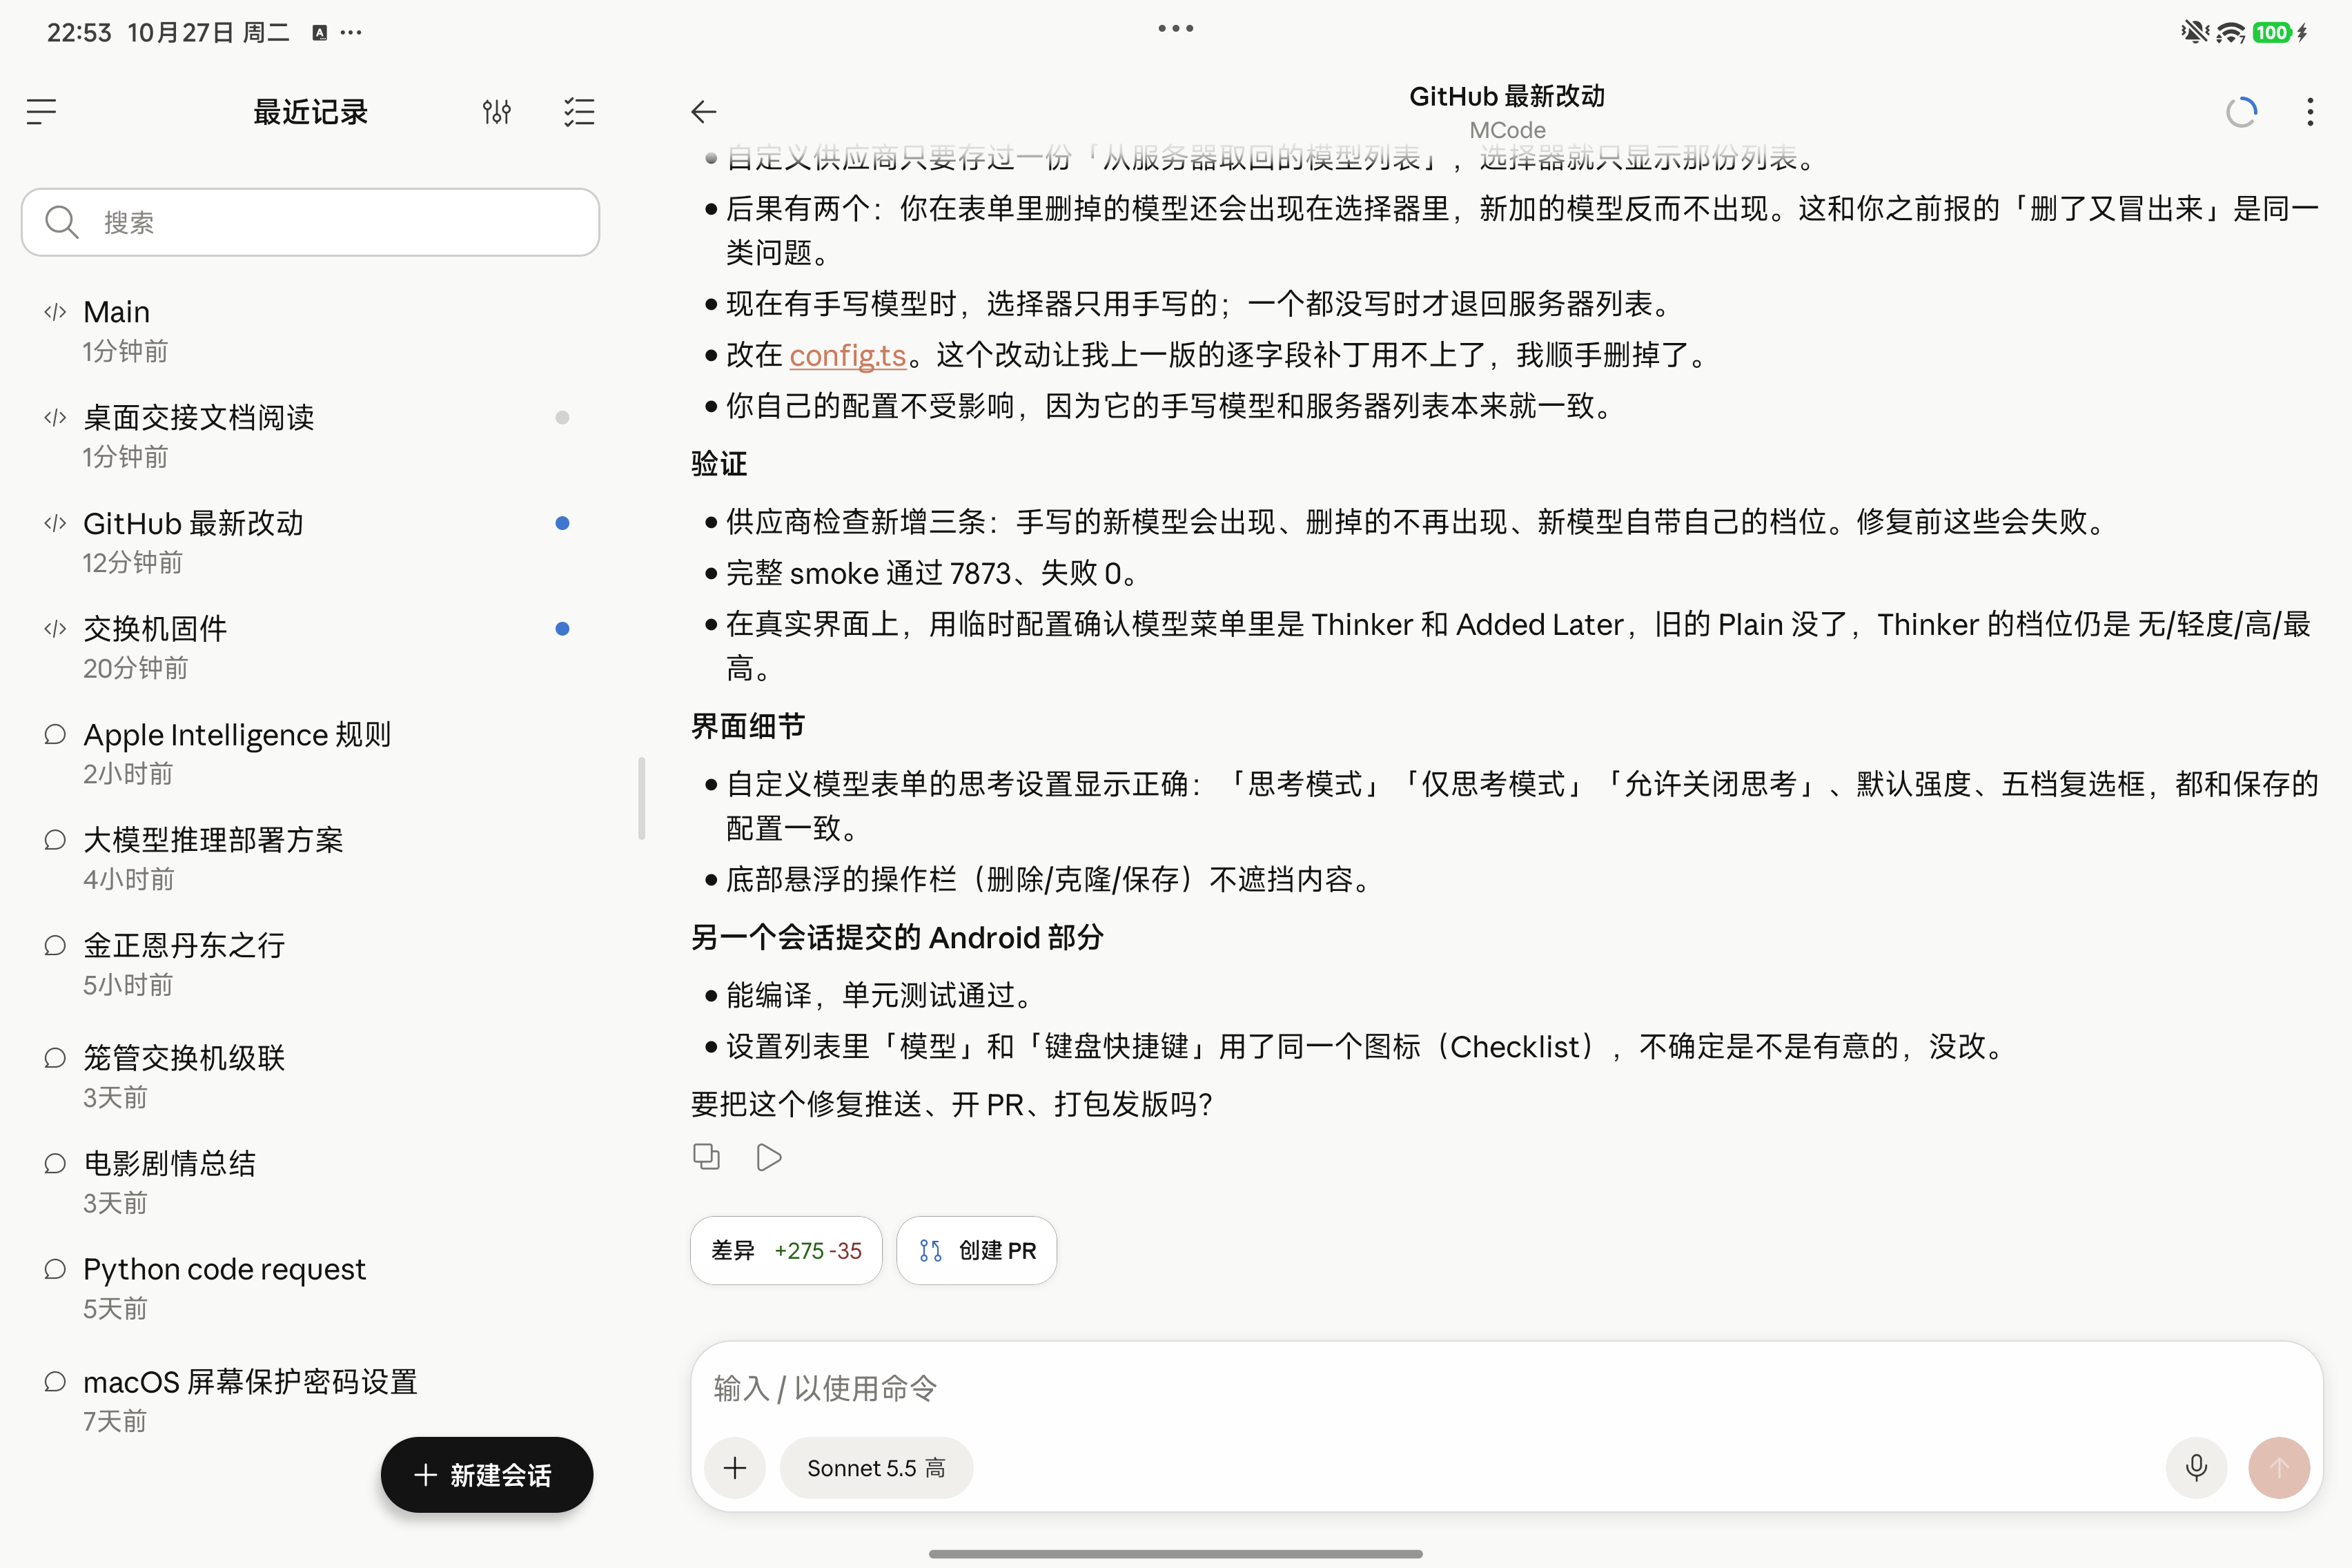 22:53 10月27日 周二 A ···
100
最近记录
搜索
Main
1分钟前
桌面交接文档阅读
1分钟前
GitHub 最新改动
12分钟前
交换机固件
20分钟前
Apple Intelligence 规则
2小时前
大模型推理部署方案
4小时前
金正恩丹东之行
5小时前
笼管交换机级联
3天前
电影剧情总结
3天前
Python code request
5天前
macOS 屏幕保护密码设置
7天前
新建会话
GitHub 最新改动
MCode
自定义供应商只要存过一份「从服务器取回的模型列表」，选择器就只显示那份列表。
后果有两个：你在表单里删掉的模型还会出现在选择器里，新加的模型反而不出现。这和你之前报的「删了又冒出来」是同一
类问题。
现在有手写模型时，选择器只用手写的；一个都没写时才退回服务器列表。
改在 config.ts。这个改动让我上一版的逐字段补丁用不上了，我顺手删掉了。
你自己的配置不受影响，因为它的手写模型和服务器列表本来就一致。
验证
供应商检查新增三条：手写的新模型会出现、删掉的不再出现、新模型自带自己的档位。修复前这些会失败。
完整 smoke 通过 7873、失败 0。
在真实界面上，用临时配置确认模型菜单里是 Thinker 和 Added Later，旧的 Plain 没了，Thinker 的档位仍是 无/轻度/高/最
高。
界面细节
自定义模型表单的思考设置显示正确：「思考模式」「仅思考模式」「允许关闭思考」、默认强度、五档复选框，都和保存的
配置一致。
底部悬浮的操作栏（删除/克隆/保存）不遮挡内容。
另一个会话提交的 Android 部分
能编译，单元测试通过。
设置列表里「模型」和「键盘快捷键」用了同一个图标（Checklist），不确定是不是有意的，没改。
要把这个修复推送、开 PR、打包发版吗？
差异 +275 -35
创建 PR
输入 / 以使用命令
Sonnet 5.5 高